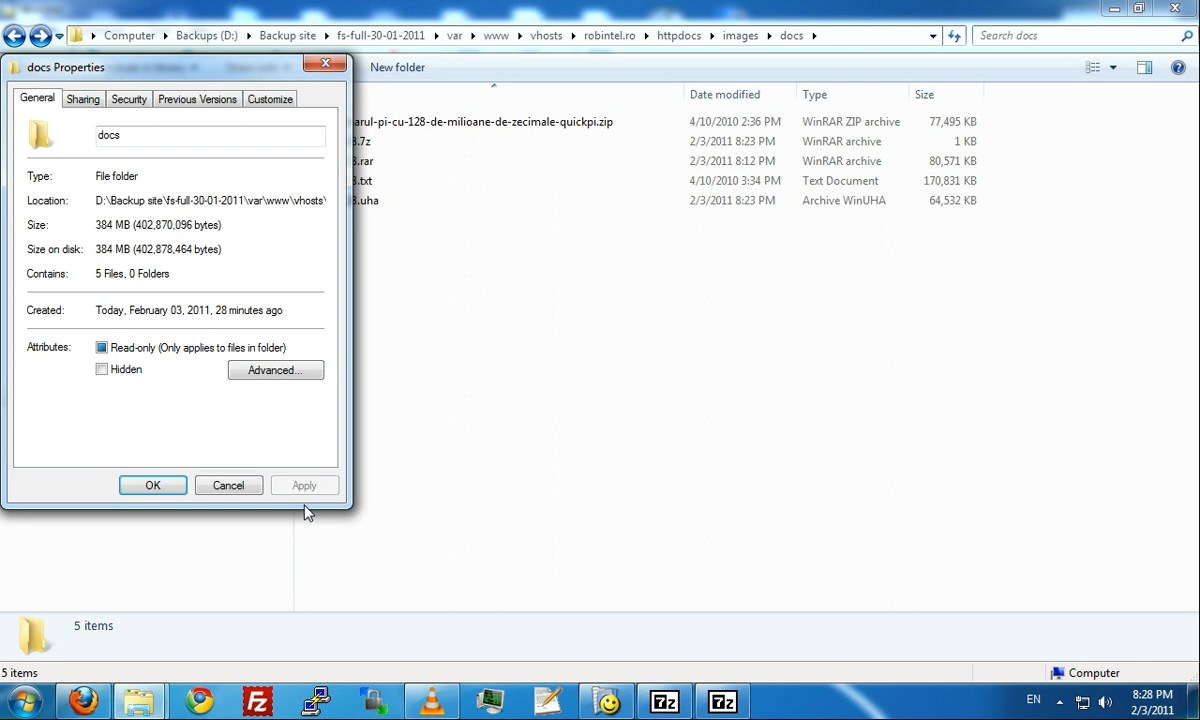 Computer ▸ Backups (D:) ▸ Backup site ▸ fs-full-30-01-2011 ▸ var ▸ www ▸ vhosts ▸ robintel.ro ▸ httpdocs ▸ images ▸ docs ▸
Search docs
docs Properties
New folder
General Sharing Security Previous Versions Customize
docs
Type: File folder
Location: D:\Backup site\fs-full-30-01-2011\var\www\vhosts\
Size: 384 MB (402,870,096 bytes)
Size on disk: 384 MB (402,878,464 bytes)
Contains: 5 Files, 0 Folders
Created: Today, February 03, 2011, 28 minutes ago
Attributes: Read-only (Only applies to files in folder)
Hidden
Advanced...
OK Cancel Apply
Date modified Type Size
arul-pi-cu-128-de-milioane-de-zecimale-quickpi.zip 4/10/2010 2:36 PM WinRAR ZIP archive 77,495 KB
.7z 2/3/2011 8:23 PM WinRAR archive 1 KB
.rar 2/3/2011 8:12 PM WinRAR archive 80,571 KB
.txt 4/10/2010 3:34 PM Text Document 170,831 KB
.uha 2/3/2011 8:23 PM Archive WinUHA 64,532 KB
5 items
5 items
Computer
Fz
7z
7z
EN
8:28 PM
2/3/2011